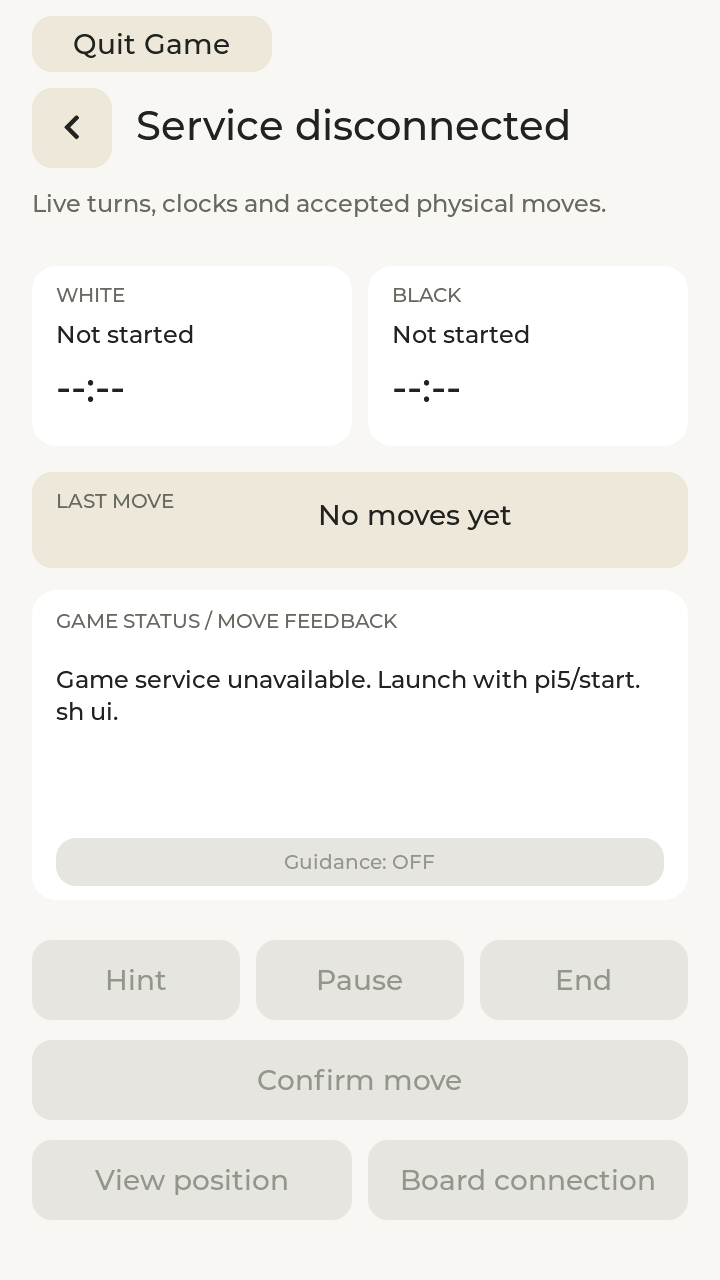 Quit Game
Service disconnected
Live turns, clocks and accepted physical moves.
WHITE
Not started
--:--
BLACK
Not started
--:--
LAST MOVE
No moves yet
GAME STATUS / MOVE FEEDBACK
Game service unavailable. Launch with pi5/start.
sh ui.
Guidance: OFF
Hint
Pause
End
Confirm move
View position
Board connection